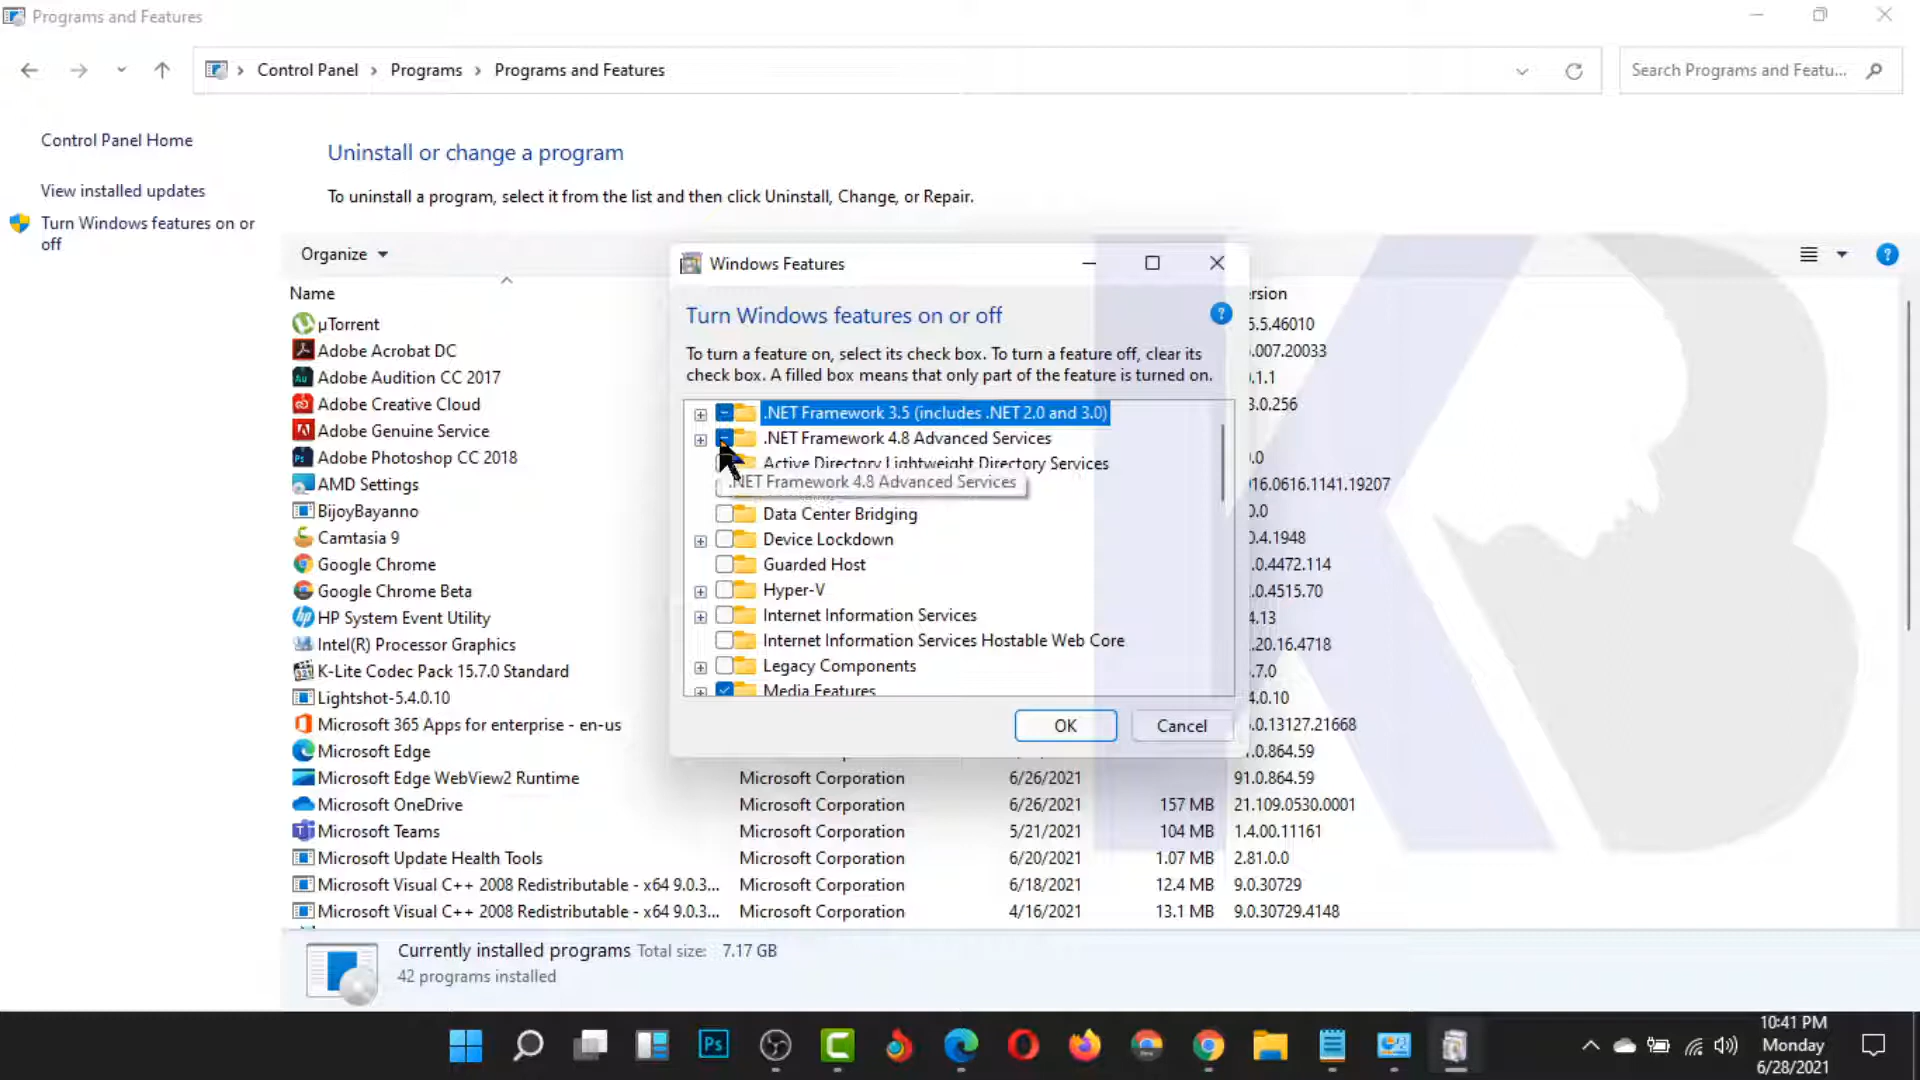 Programs and Features
Control Panel > Programs > Programs and Features
Search Programs and Featu...
Control Panel Home
View installed updates
Turn Windows features on or
off
Uninstall or change a program
To uninstall a program, select it from the list and then click Uninstall, Change, or Repair.
Organize
Name
µTorrent
Adobe Acrobat DC
Adobe Audition CC 2017
Adobe Creative Cloud
Adobe Genuine Service
Adobe Photoshop CC 2018
AMD Settings
BijoyBayanno
Camtasia 9
Google Chrome
Google Chrome Beta
HP System Event Utility
Intel(R) Processor Graphics
K-Lite Codec Pack 15.7.0 Standard
Lightshot-5.4.0.10
Microsoft 365 Apps for enterprise - en-us
Microsoft Edge
Windows Features
Turn Windows features on or off
To turn a feature on, select its check box. To turn a feature off, clear its
check box. A filled box means that only part of the feature is turned on.
.NET Framework 3.5 (includes .NET 2.0 and 3.0)
.NET Framework 4.8 Advanced Services
Active Directory Lightweight Directory Services
.NET Framework 4.8 Advanced Services
Data Center Bridging
Device Lockdown
Guarded Host
Hyper-V
Internet Information Services
Internet Information Services Hostable Web Core
Legacy Components
Media Features
OK Cancel
ersion
5.5.46010
.007.20033
.1.1
3.0.256
.0
016.0616.1141.19207
0.0
.0.4.1948
.0.4472.114
.0.4515.70
4.13
.20.16.4718
.7.0
4.0.10
.0.13127.21668
.0.864.59
Microsoft Edge WebView2 Runtime Microsoft Corporation 6/26/2021 91.0.864.59
Microsoft OneDrive Microsoft Corporation 6/26/2021 157 MB 21.109.0530.0001
Microsoft Teams Microsoft Corporation 5/21/2021 104 MB 1.4.00.11161
Microsoft Update Health Tools Microsoft Corporation 6/20/2021 1.07 MB 2.81.0.0
Microsoft Visual C++ 2008 Redistributable - x64 9.0.3... Microsoft Corporation 6/18/2021 12.4 MB 9.0.30729
Microsoft Visual C++ 2008 Redistributable - x64 9.0.3... Microsoft Corporation 4/16/2021 13.1 MB 9.0.30729.4148
Currently installed programs Total size: 7.17 GB
42 programs installed
Ps
10:41 PM
Monday
6/28/2021